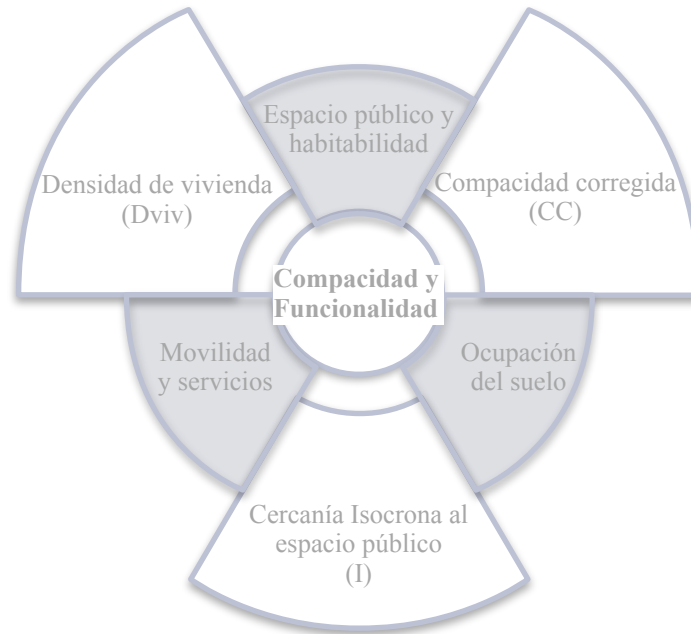 Espacio público y
habitabilidad
Densidad de vivienda
(Dviv)
Compacidad corregida
(CC)
Compacidad y
Funcionalidad
Movilidad
y servicios
Ocupación
del suelo
Cercanía Isocrona al
espacio público
(I)